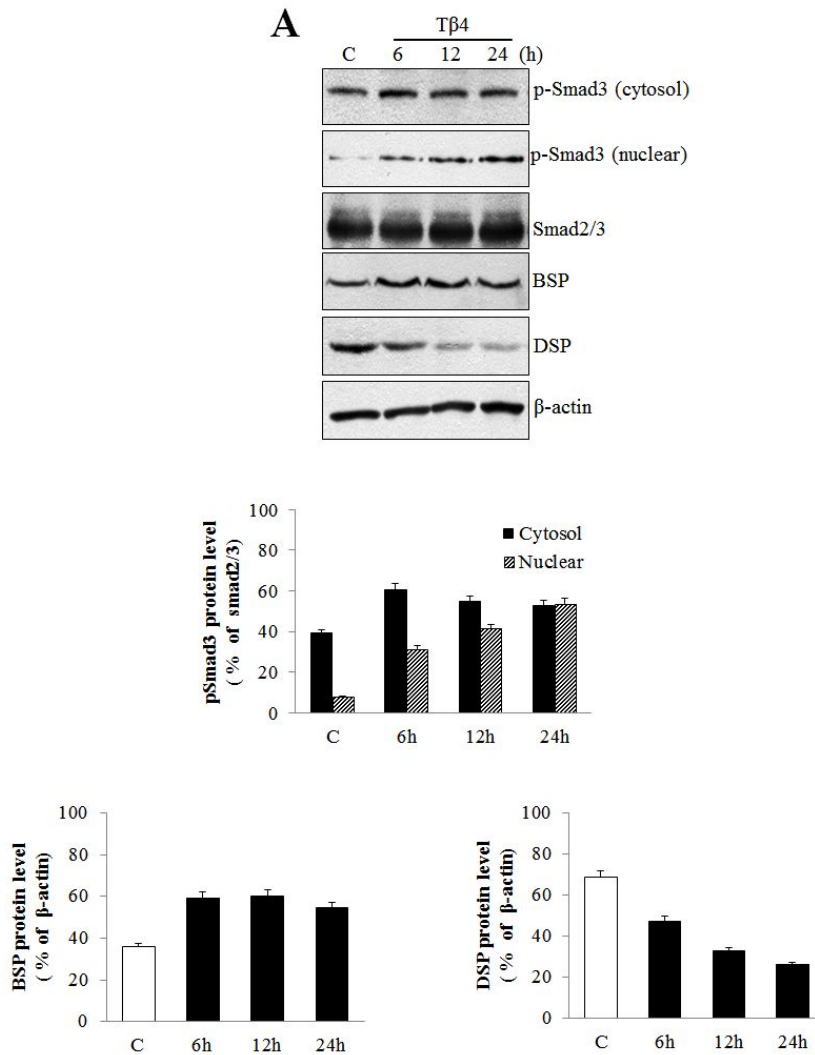 A
Tβ4
C 6 12 24 (h)
p-Smad3 (cytosol)
p-Smad3 (nuclear)
Smad2/3
BSP
DSP
β-actin
pSmad3 protein level
( % of smad2/3)
100
80
60
40
20
0
Cytosol
Nuclear
C 6h 12h 24h
BSP protein level
( % of β-actin)
100
80
60
40
20
0
C 6h 12h 24h
DSP protein level
( % of β-actin)
100
80
60
40
20
0
C 6h 12h 24h